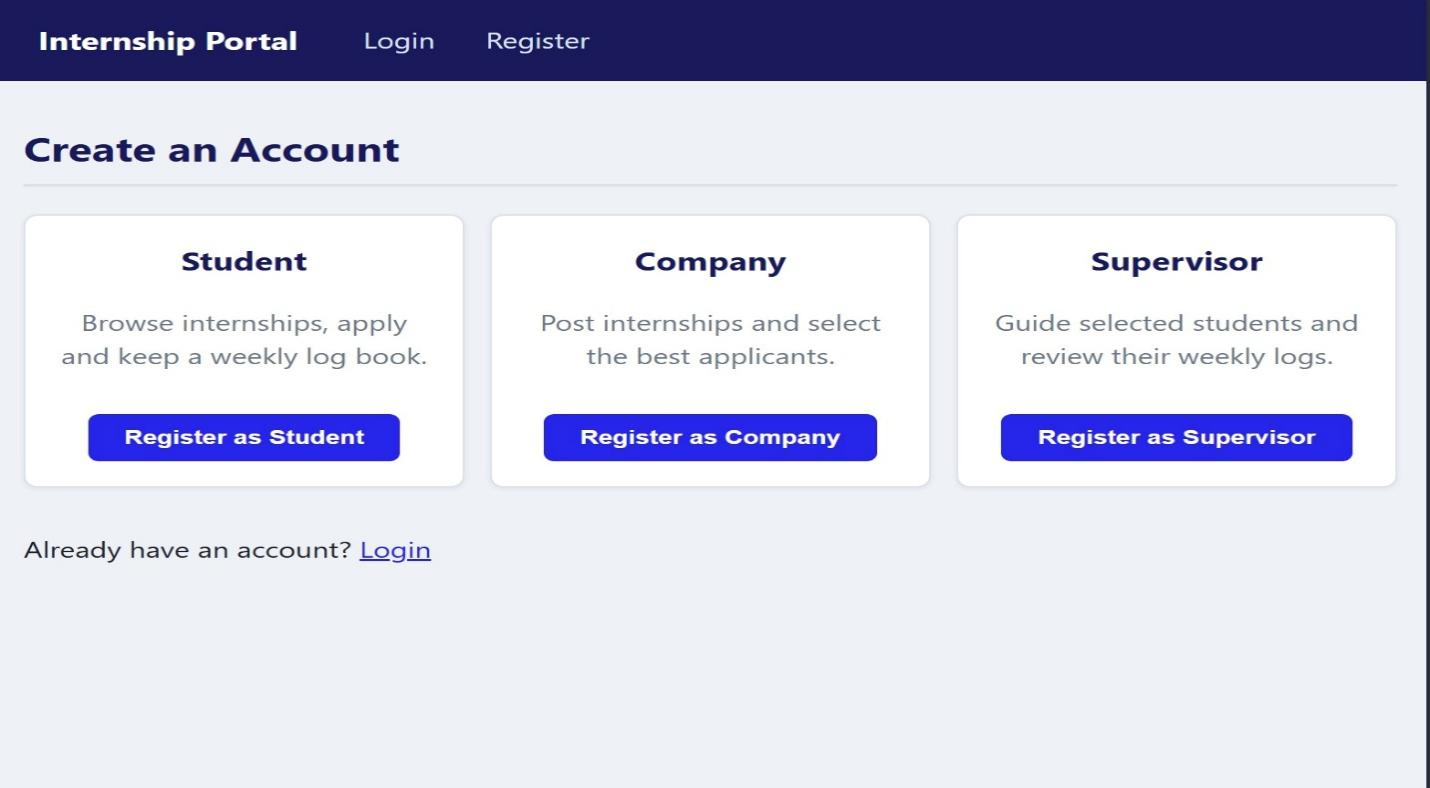 Internship Portal Login Register
Create an Account
Student
Browse internships, apply
and keep a weekly log book.
Register as Student
Company
Post internships and select
the best applicants.
Register as Company
Supervisor
Guide selected students and
review their weekly logs.
Register as Supervisor
Already have an account? Login